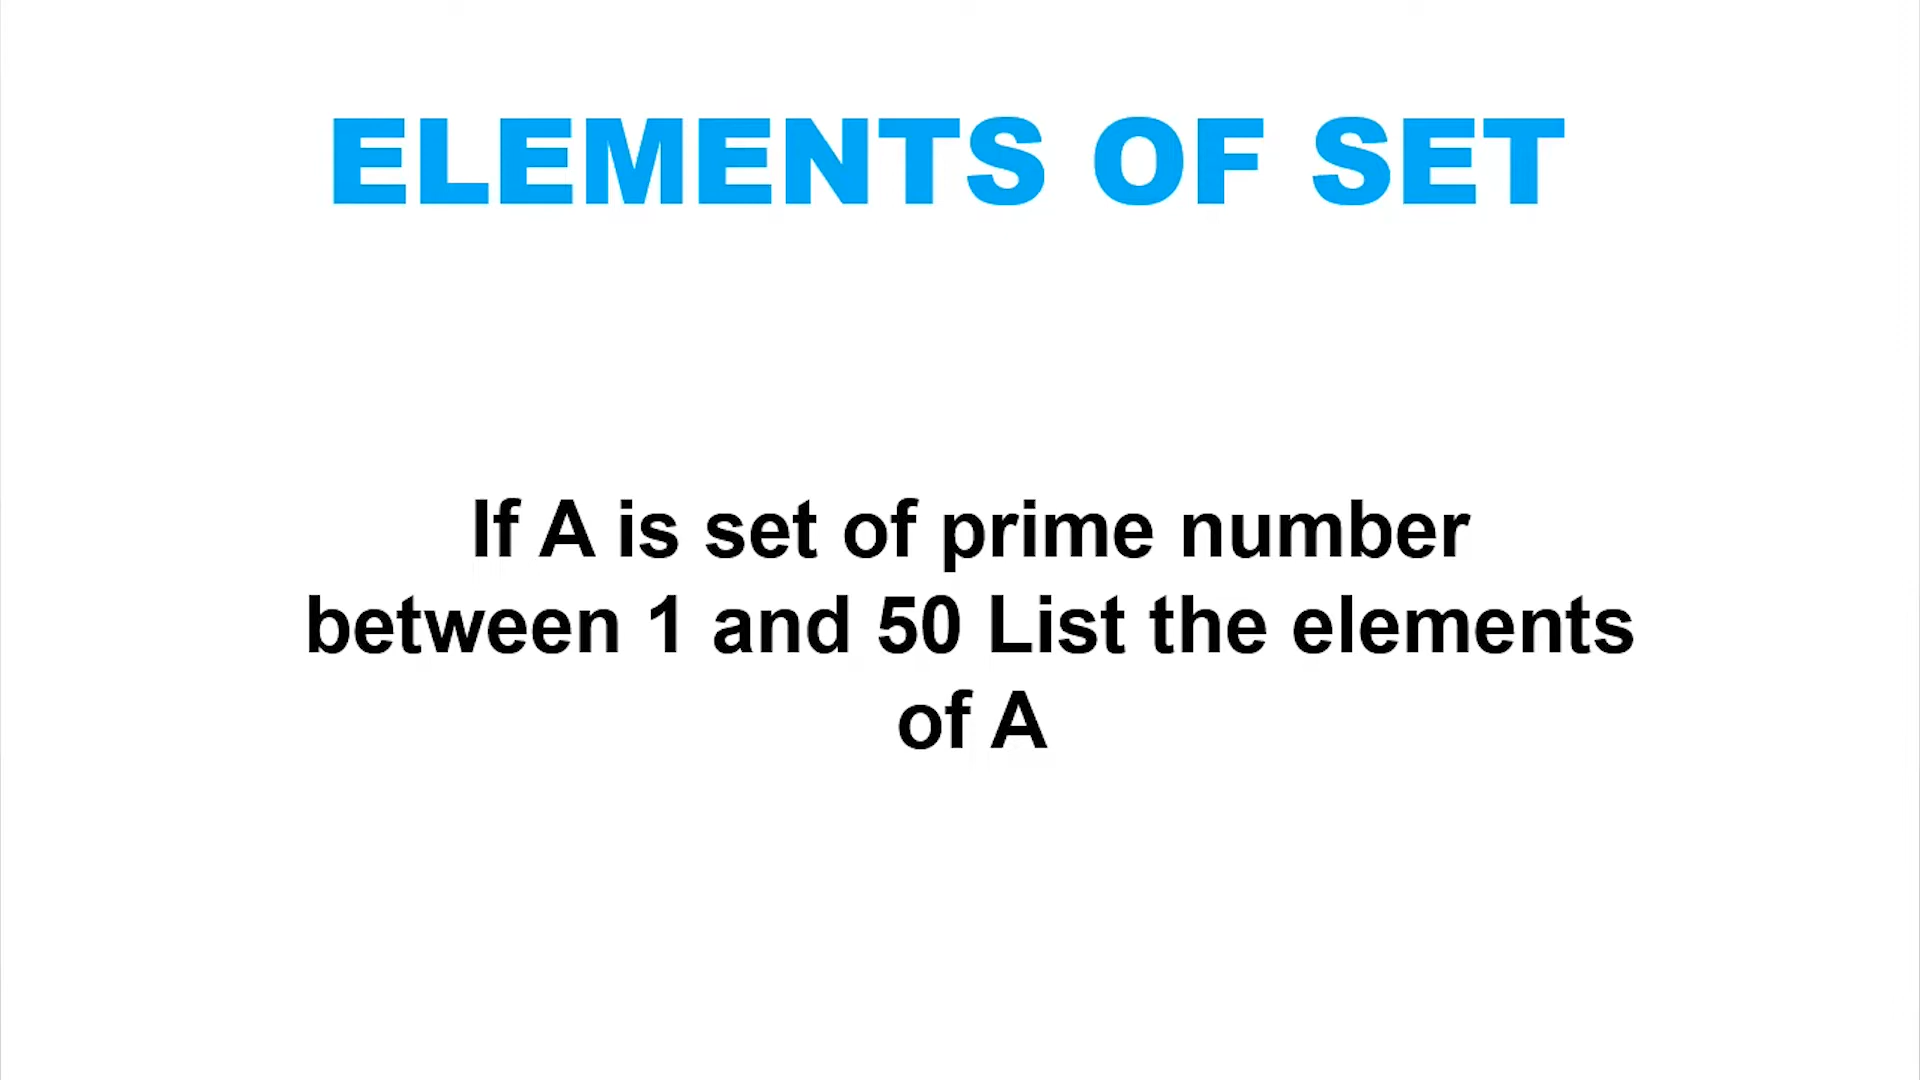 ELEMENTS OF SET
If A is set of prime number
between 1 and 50 List the elements
of A